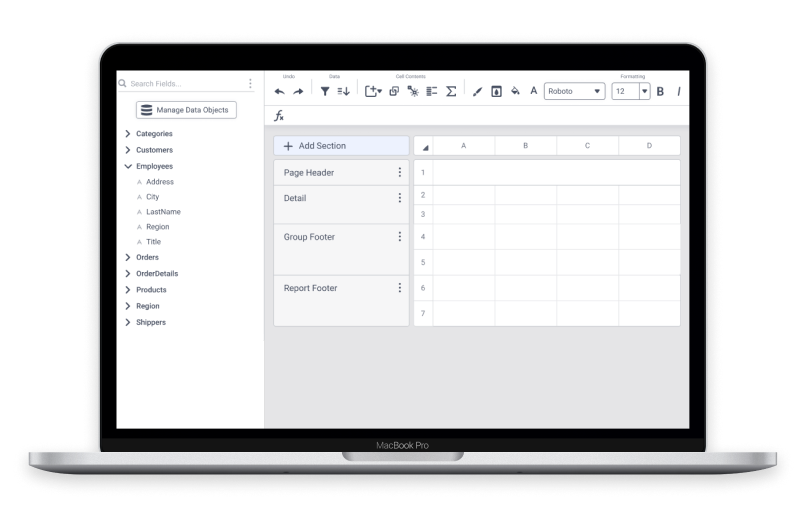 Undo
Data
Cell Contents
Formatting
Search Fields...
Roboto
12
B
I
A
Manage Data Objects
fx
Categories
Customers
Employees
A Address
A City
A LastName
A Region
A Title
Orders
OrderDetails
Products
Region
Shippers
+ Add Section
A B C D
Page Header
1
Detail
2
3
Group Footer
4
5
Report Footer
6
7
MacBook Pro